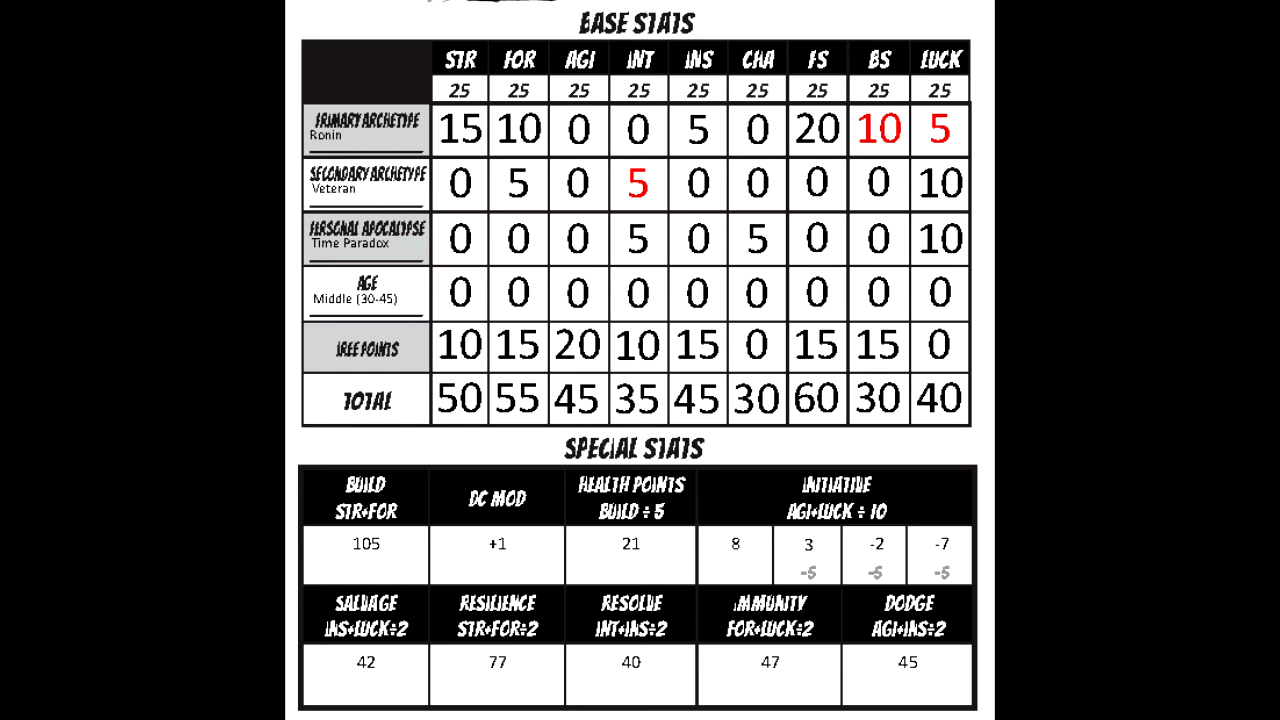 BASE STATS
STR FOR AGI INT INS CHA FS BS LUCK
25 25 25 25 25 25 25 25 25
PRIMARY ARCHETYPE
Ronin
15 10 0 0 5 0 20 10 5
SECONDARY ARCHETYPE
Veteran
0 5 0 5 0 0 0 0 10
PERSONAL APOCALYPSE
Time Paradox
0 0 0 5 0 5 0 0 10
AGE
Middle (30-45)
0 0 0 0 0 0 0 0 0
FREE POINTS
10 15 20 10 15 0 15 15 0
TOTAL
50 55 45 35 45 30 60 30 40
SPECIAL STATS
BUILD
STR+FOR
DC MOD
HEALTH POINTS
BUILD ÷ 5
INITIATIVE
AGI+LUCK ÷ 10
105 +1 21 8 3 -2 -7
-5 -5 -5
SALVAGE
INS+LUCK÷2
RESILIENCE
STR+FOR÷2
RESOLVE
INT+INS÷2
IMMUNITY
FOR+LUCK÷2
DODGE
AGI+INS÷2
42 77 40 47 45